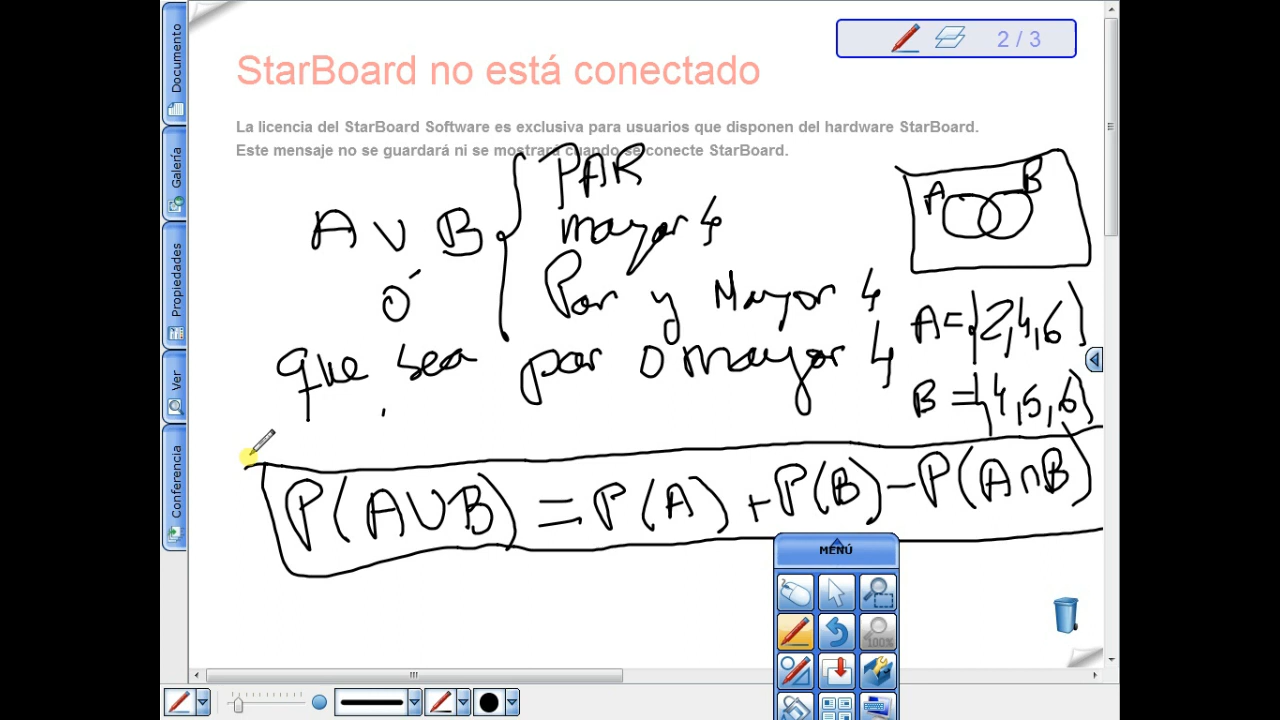 Documento
Galería
Propiedades
Ver
Conferencia
2 / 3
StarBoard no está conectado
La licencia del StarBoard Software es exclusiva para usuarios que disponen del hardware StarBoard.
Este mensaje no se guardará ni se mostrará cuando se conecte StarBoard.
PAR
A ∪ B { mayor 4
ó
Par y Mayor 4
que sea par o mayor 4
A B
A={2,4,6}
B={4,5,6}
P(A∪B) = P(A) + P(B) - P(A∩B)
MENÚ
100%